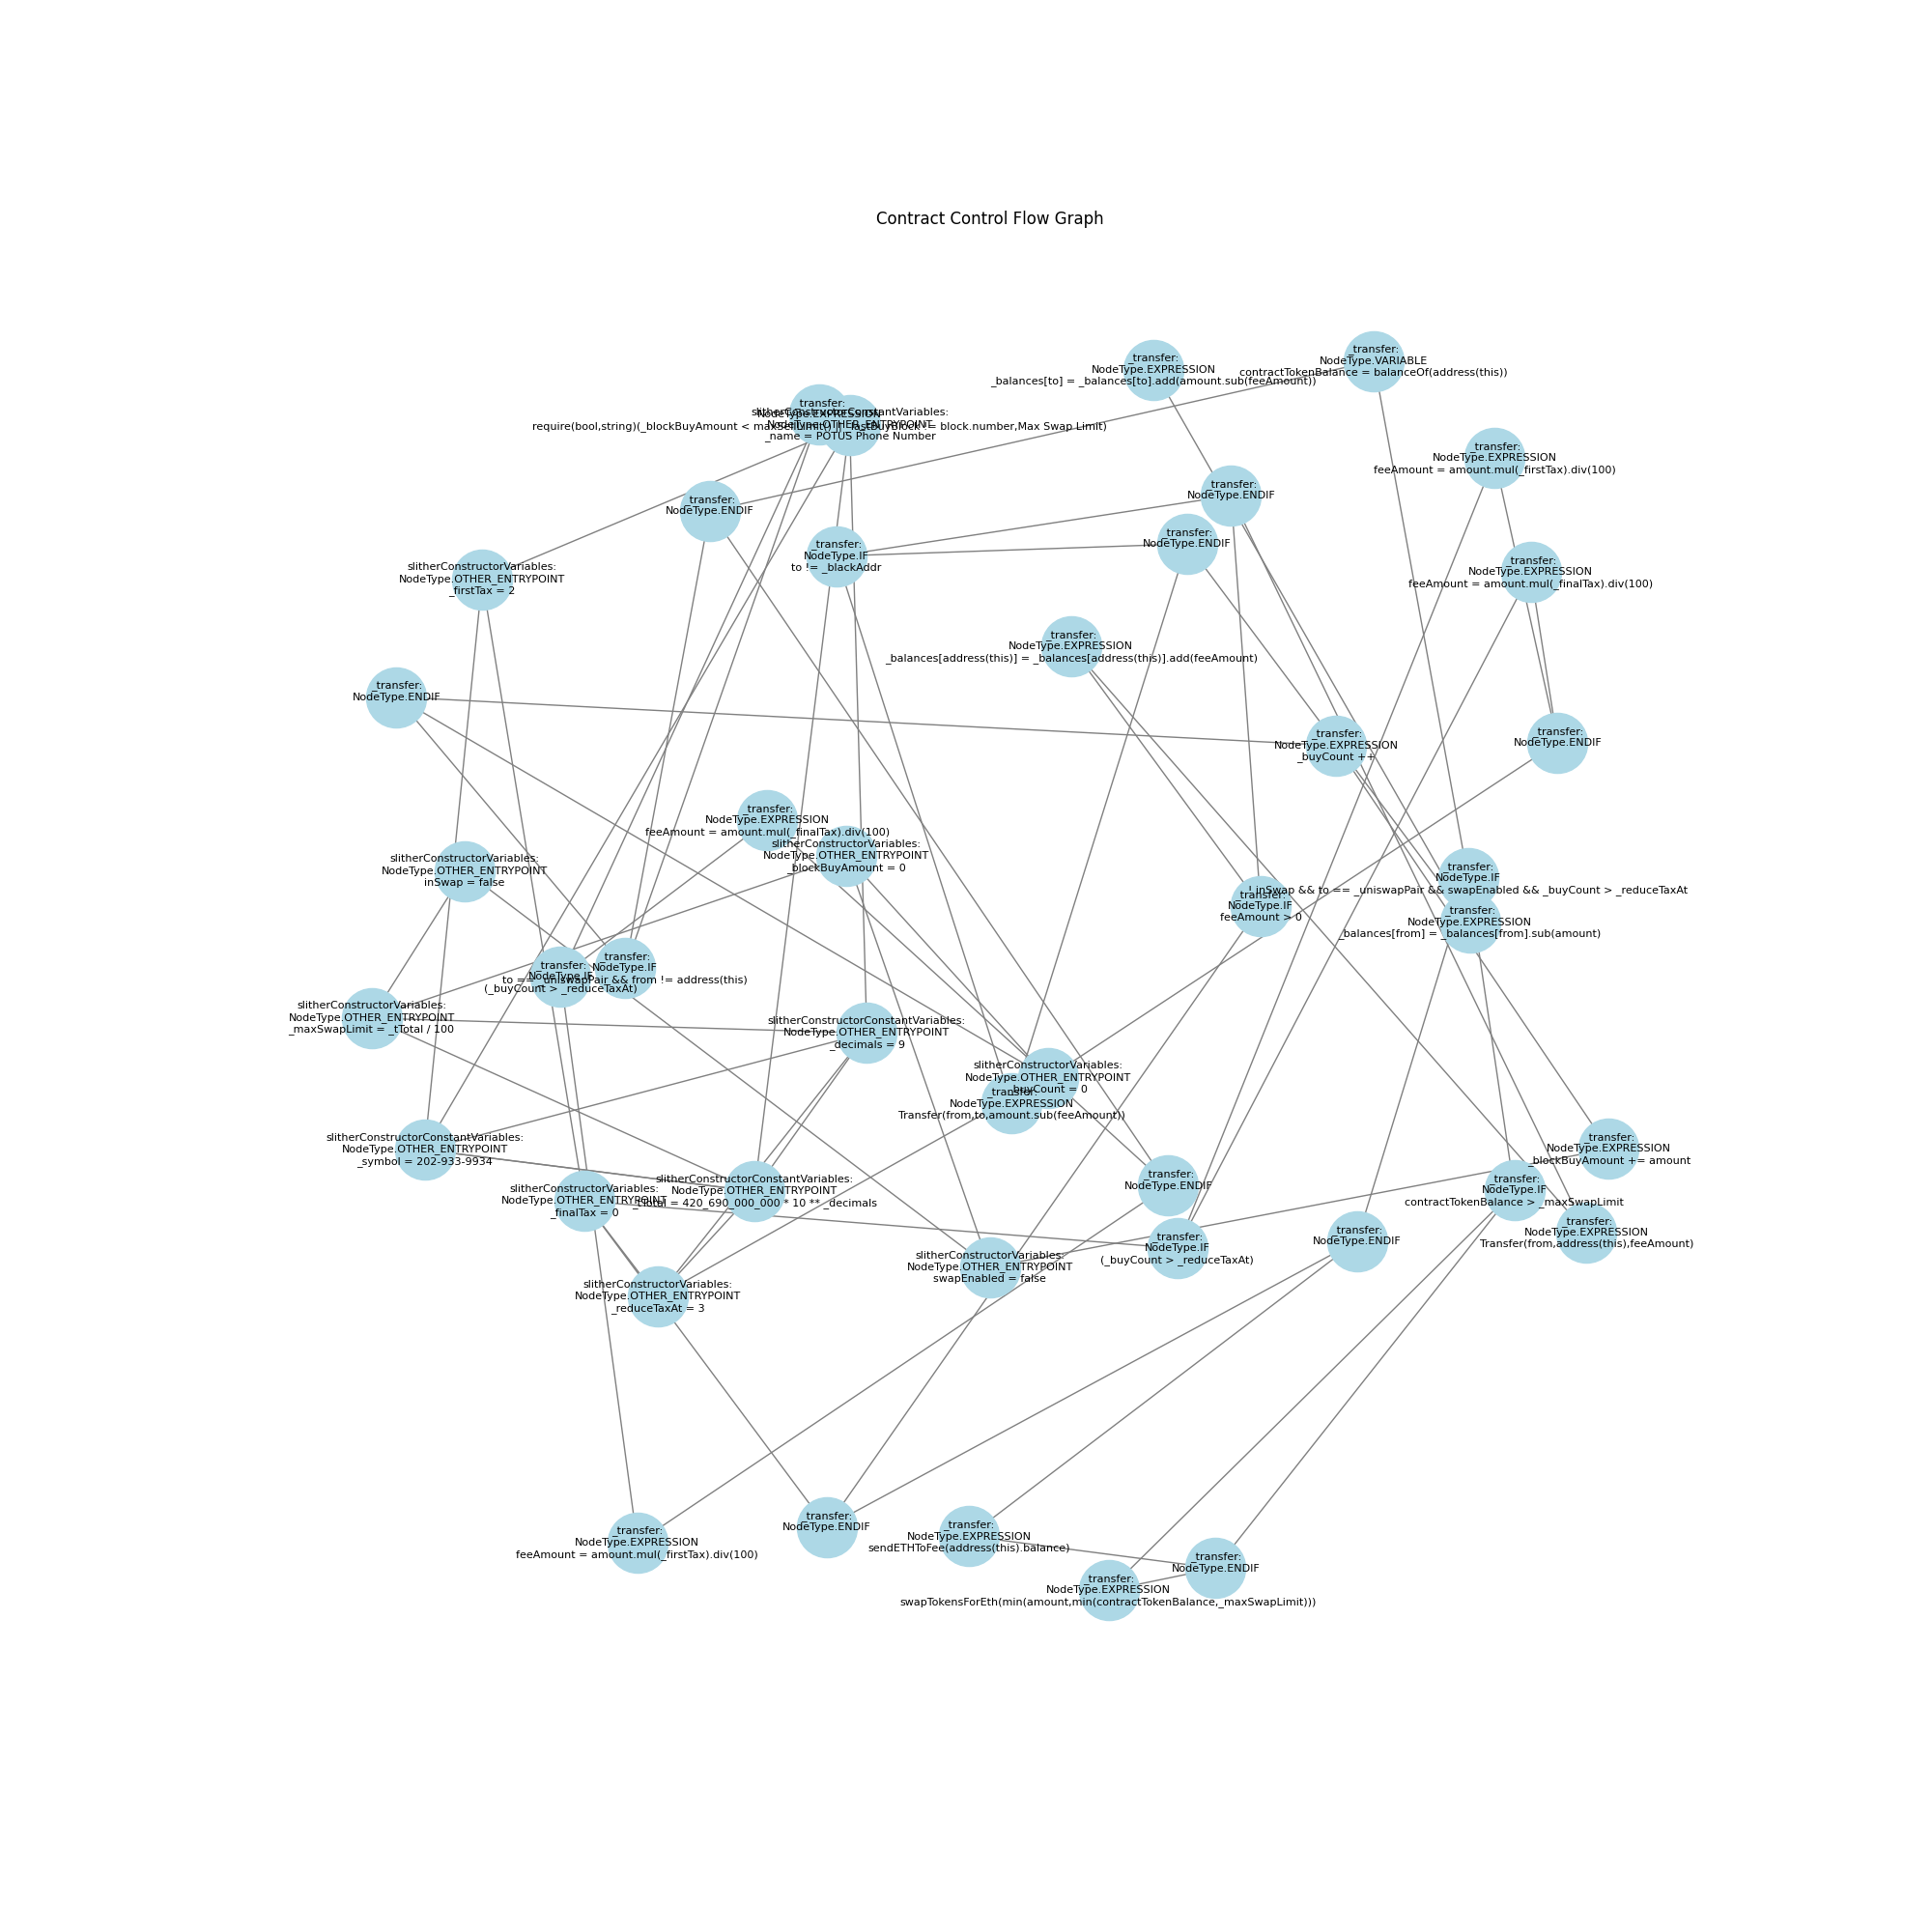 Contract Control Flow Graph
_transfer:
NodeType.EXPRESSION
_balances[to] = _balances[to].add(amount.sub(feeAmount))
_transfer:
NodeType.VARIABLE
contractTokenBalance = balanceOf(address(this))
_transfer:
NodeType.EXPRESSION
require(bool,string)(_blockBuyAmount < maxSellLimit() || _lastBuyBlock != block.number,Max Swap Limit)
slitherConstructorConstantVariables:
NodeType.OTHER_ENTRYPOINT
_name = POTUS Phone Number
_transfer:
NodeType.EXPRESSION
feeAmount = amount.mul(_firstTax).div(100)
_transfer:
NodeType.ENDIF
_transfer:
NodeType.ENDIF
_transfer:
NodeType.IF
to != _blackAddr
_transfer:
NodeType.ENDIF
slitherConstructorVariables:
NodeType.OTHER_ENTRYPOINT
_firstTax = 2
_transfer:
NodeType.EXPRESSION
feeAmount = amount.mul(_finalTax).div(100)
_transfer:
NodeType.EXPRESSION
_balances[address(this)] = _balances[address(this)].add(feeAmount)
_transfer:
NodeType.ENDIF
_transfer:
NodeType.EXPRESSION
_buyCount ++
_transfer:
NodeType.ENDIF
_transfer:
NodeType.EXPRESSION
feeAmount = amount.mul(_finalTax).div(100)
slitherConstructorVariables:
NodeType.OTHER_ENTRYPOINT
_blockBuyAmount = 0
slitherConstructorVariables:
NodeType.OTHER_ENTRYPOINT
inSwap = false
_transfer:
NodeType.IF
! inSwap && to == _uniswapPair && swapEnabled && _buyCount > _reduceTaxAt
_transfer:
NodeType.IF
feeAmount > 0
_transfer:
NodeType.EXPRESSION
_balances[from] = _balances[from].sub(amount)
_transfer:
NodeType.IF
to == _uniswapPair && from != address(this)
_transfer:
NodeType.IF
(_buyCount > _reduceTaxAt)
slitherConstructorVariables:
NodeType.OTHER_ENTRYPOINT
_maxSwapLimit = _tTotal / 100
slitherConstructorConstantVariables:
NodeType.OTHER_ENTRYPOINT
_decimals = 9
slitherConstructorVariables:
NodeType.OTHER_ENTRYPOINT
_buyCount = 0
_transfer:
NodeType.EXPRESSION
Transfer(from,to,amount.sub(feeAmount))
slitherConstructorConstantVariables:
NodeType.OTHER_ENTRYPOINT
_symbol = 202-933-9934
_transfer:
NodeType.EXPRESSION
_blockBuyAmount += amount
slitherConstructorVariables:
NodeType.OTHER_ENTRYPOINT
_finalTax = 0
slitherConstructorConstantVariables:
NodeType.OTHER_ENTRYPOINT
_tTotal = 420_690_000_000 * 10 ** _decimals
_transfer:
NodeType.ENDIF
_transfer:
NodeType.IF
contractTokenBalance > _maxSwapLimit
_transfer:
NodeType.EXPRESSION
Transfer(from,address(this),feeAmount)
_transfer:
NodeType.ENDIF
_transfer:
NodeType.IF
(_buyCount > _reduceTaxAt)
slitherConstructorVariables:
NodeType.OTHER_ENTRYPOINT
swapEnabled = false
slitherConstructorVariables:
NodeType.OTHER_ENTRYPOINT
_reduceTaxAt = 3
_transfer:
NodeType.EXPRESSION
feeAmount = amount.mul(_firstTax).div(100)
_transfer:
NodeType.ENDIF
_transfer:
NodeType.EXPRESSION
sendETHToFee(address(this).balance)
_transfer:
NodeType.ENDIF
_transfer:
NodeType.EXPRESSION
swapTokensForEth(min(amount,min(contractTokenBalance,_maxSwapLimit)))